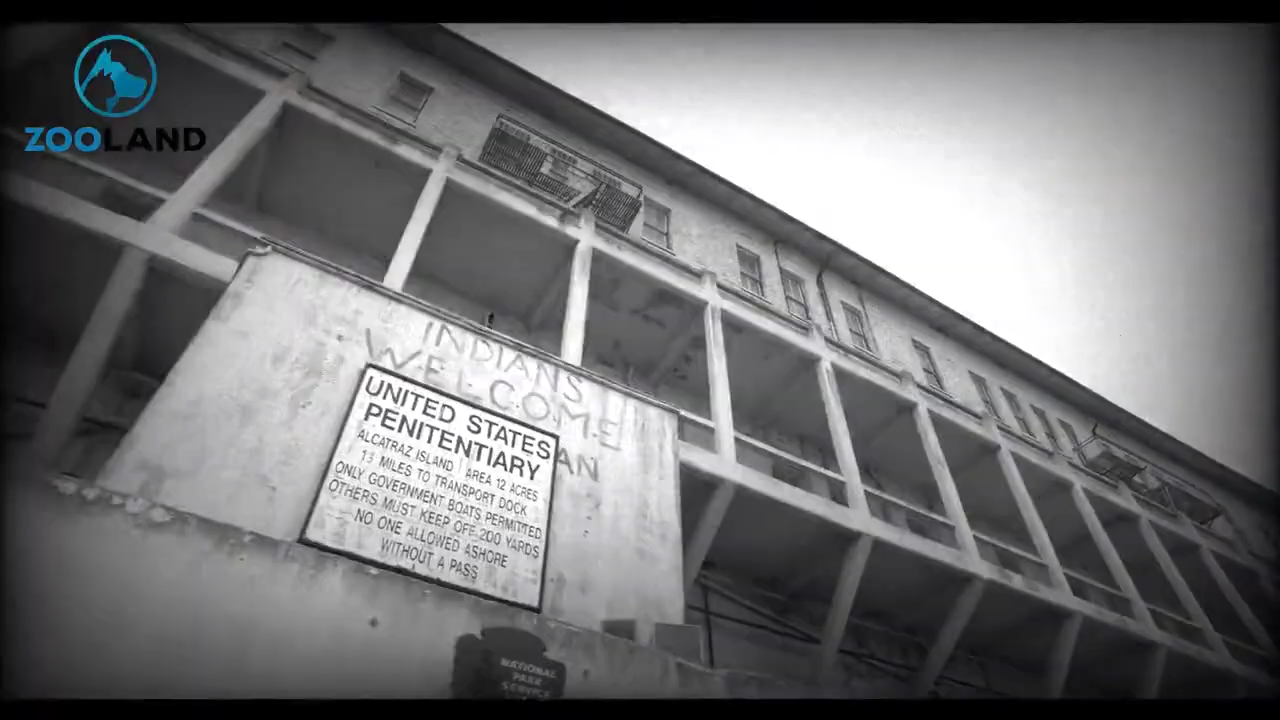 ZOOLAND
INDIANS
WELCOME
UNITED STATES
PENITENTIARY
ALCATRAZ ISLAND AREA 12 ACRES
1½ MILES TO TRANSPORT DOCK
ONLY GOVERNMENT BOATS PERMITTED
OTHERS MUST KEEP OFF 200 YARDS
NO ONE ALLOWED ASHORE
WITHOUT A PASS
AN
NATIONAL
PARK
SERVICE